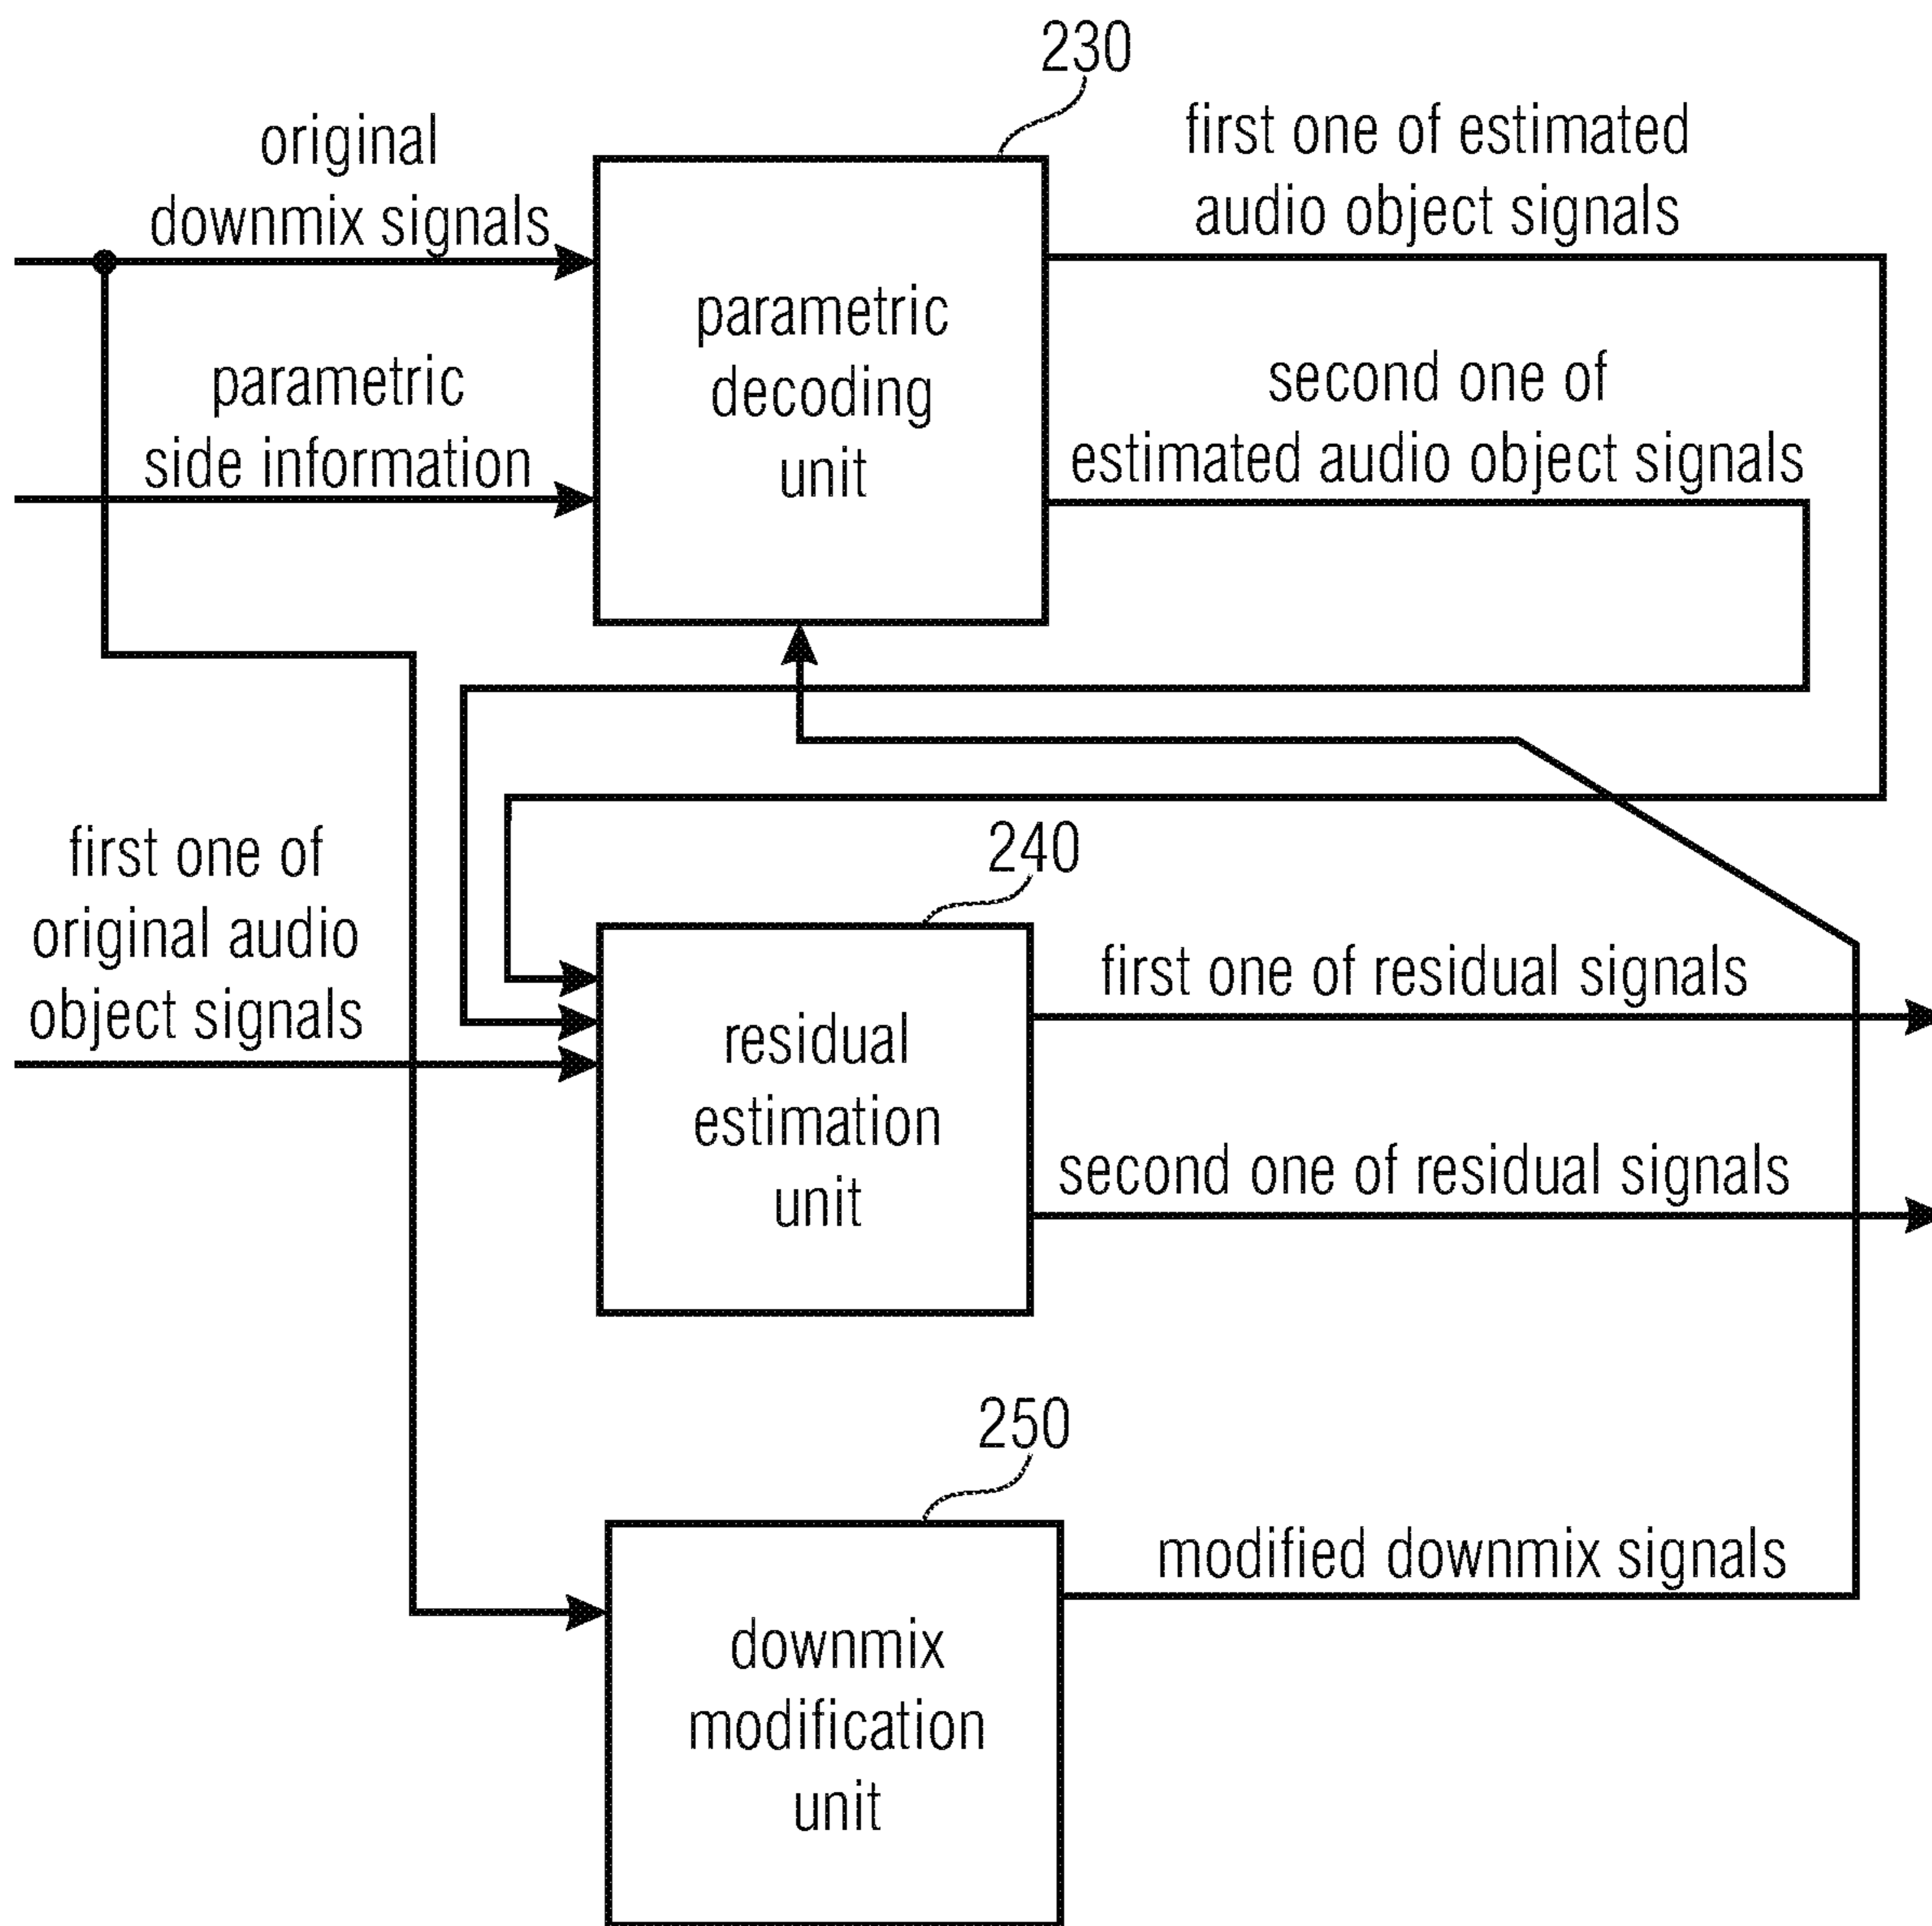 230
original
downmix signals
first one of estimated
audio object signals
parametric
decoding
unit
parametric
side information
second one of
estimated audio object signals
first one of
original audio
object signals
240
residual
estimation
unit
first one of residual signals
second one of residual signals
250
downmix
modification
unit
modified downmix signals